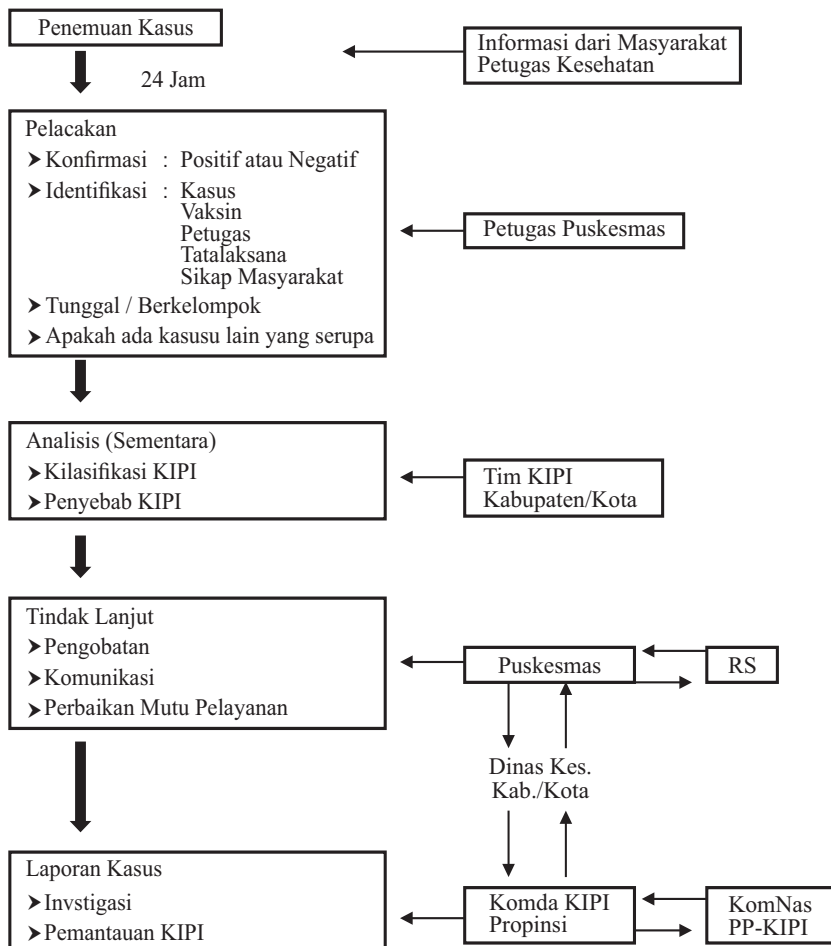 Penemuan Kasus
Informasi dari Masyarakat
Petugas Kesehatan
24 Jam
Pelacakan
➤Konfirmasi : Positif atau Negatif
➤Identifikasi : Kasus
Vaksin
Petugas
Tatalaksana
Sikap Masyarakat
➤Tunggal / Berkelompok
➤Apakah ada kasusu lain yang serupa
Petugas Puskesmas
Analisis (Sementara)
➤Kilasifikasi KIPI
➤Penyebab KIPI
Tim KIPI
Kabupaten/Kota
Tindak Lanjut
➤Pengobatan
➤Komunikasi
➤Perbaikan Mutu Pelayanan
Puskesmas
RS
Dinas Kes.
Kab./Kota
Laporan Kasus
➤Invstigasi
➤Pemantauan KIPI
Komda KIPI
Propinsi
KomNas
PP-KIPI